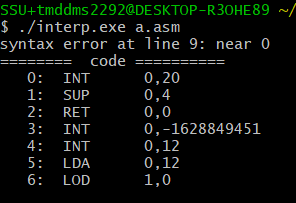 SSU+tmddms2292@DESKTOP-R3OHE89 ~/
$ ./interp.exe a.asm
syntax error at line 9: near 0
======== code ==========
0: INT 0,20
1: SUP 0,4
2: RET 0,0
3: INT 0,-1628849451
4: INT 0,12
5: LDA 0,12
6: LOD 1,0